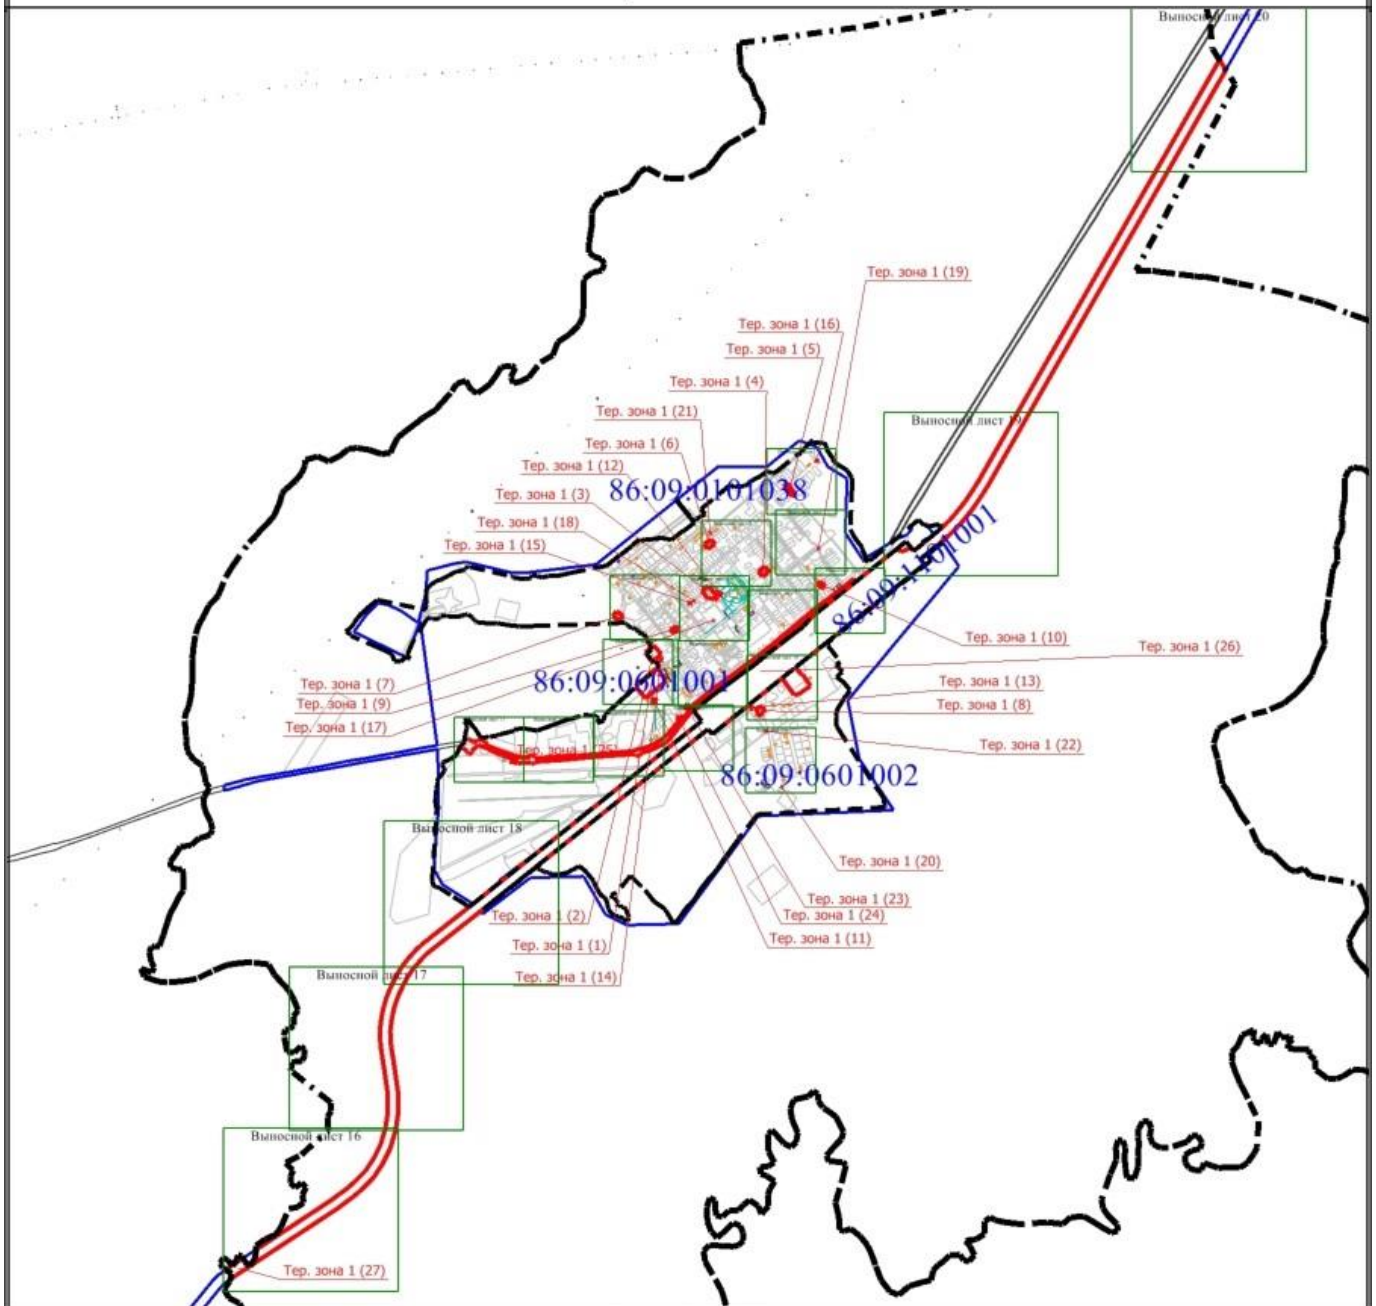 Выносной лист 20
Тер. зона 1 (19)
Тер. зона 1 (16)
Тер. зона 1 (5)
Тер. зона 1 (4)
Тер. зона 1 (21)
Выносной лист 19
Тер. зона 1 (6)
Тер. зона 1 (12)
86:09:0101038
Тер. зона 1 (3)
Тер. зона 1 (18)
Тер. зона 1 (15)
86:09:1101001
Тер. зона 1 (10)
Тер. зона 1 (26)
Тер. зона 1 (7)
86:09:0601001
Тер. зона 1 (13)
Тер. зона 1 (9)
Тер. зона 1 (8)
Тер. зона 1 (17)
Тер. зона 1 (22)
Тер. зона 1 (25)
86:09:0601002
Выносной лист 18
Тер. зона 1 (20)
Тер. зона 1 (23)
Тер. зона 1 (2)
Тер. зона 1 (24)
Тер. зона 1 (11)
Тер. зона 1 (1)
Выносной лист 17
Тер. зона 1 (14)
Выносной лист 16
Тер. зона 1 (27)